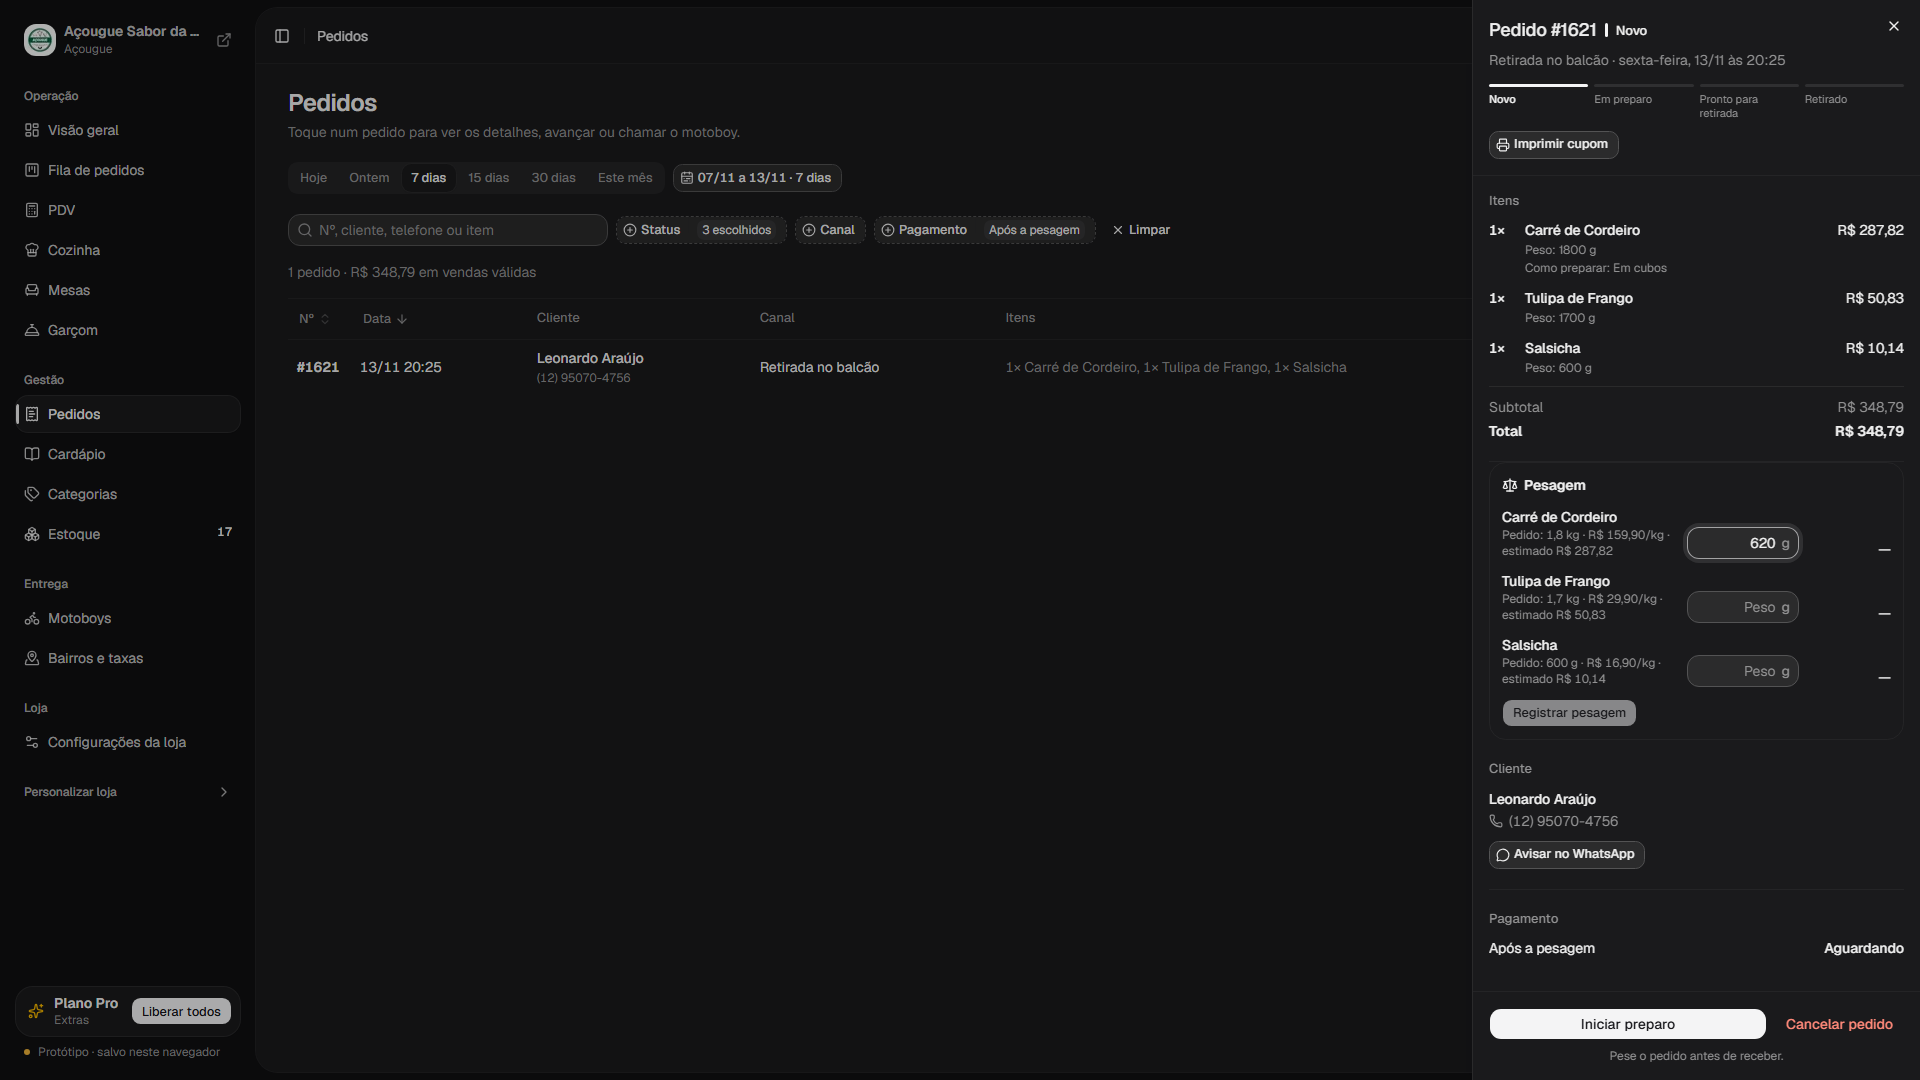 Açougue Sabor da ...
Açougue
Operação
Visão geral
Fila de pedidos
PDV
Cozinha
Mesas
Garçom
Gestão
Pedidos
Cardápio
Categorias
Estoque
17
Entrega
Motoboys
Bairros e taxas
Loja
Configurações da loja
Personalizar loja
Plano Pro
Extras
Liberar todos
Protótipo · salvo neste navegador
Pedidos
Pedidos
Toque num pedido para ver os detalhes, avançar ou chamar o motoboy.
Hoje
Ontem
7 dias
15 dias
30 dias
Este mês
07/11 a 13/11 · 7 dias
Nº, cliente, telefone ou item
Status
3 escolhidos
Canal
Pagamento
Após a pesagem
Limpar
1 pedido · R$ 348,79 em vendas válidas
Nº
Data
Cliente
Canal
Itens
#1621
13/11 20:25
Leonardo Araújo
(12) 95070-4756
Retirada no balcão
1× Carré de Cordeiro, 1× Tulipa de Frango, 1× Salsicha
Pedido #1621
Novo
Retirada no balcão · sexta-feira, 13/11 às 20:25
Novo
Em preparo
Pronto para
retirada
Retirado
Imprimir cupom
Itens
1× Carré de Cordeiro R$ 287,82
Peso: 1800 g
Como preparar: Em cubos
1× Tulipa de Frango R$ 50,83
Peso: 1700 g
1× Salsicha R$ 10,14
Peso: 600 g
Subtotal R$ 348,79
Total R$ 348,79
Pesagem
Carré de Cordeiro
Pedido: 1,8 kg · R$ 159,90/kg ·
estimado R$ 287,82
620 g
—
Tulipa de Frango
Pedido: 1,7 kg · R$ 29,90/kg ·
estimado R$ 50,83
Peso g
—
Salsicha
Pedido: 600 g · R$ 16,90/kg ·
estimado R$ 10,14
Peso g
—
Registrar pesagem
Cliente
Leonardo Araújo
(12) 95070-4756
Avisar no WhatsApp
Pagamento
Após a pesagem Aguardando
Iniciar preparo
Cancelar pedido
Pese o pedido antes de receber.